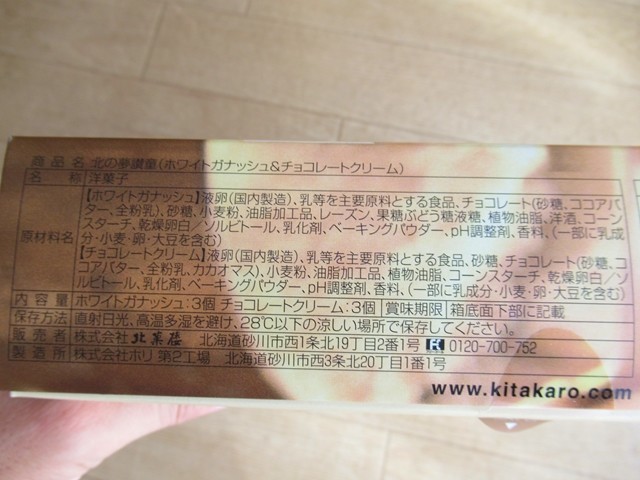 商品名 北の夢讃童(ホワイトガナッシュ&チョコレートクリーム)
名称 洋菓子
原材料名 【ホワイトガナッシュ】液卵(国内製造)、乳等を主要原料とする食品、チョコレート(砂糖、ココアバ
ター、全粉乳)、砂糖、小麦粉、油脂加工品、レーズン、果糖ぶどう糖液糖、植物油脂、洋酒、コーン
スターチ、乾燥卵白/ソルビトール、乳化剤、ベーキングパウダー、pH調整剤、香料、(一部に乳成
分・小麦・卵・大豆を含む)
【チョコレートクリーム】液卵(国内製造)、乳等を主要原料とする食品、砂糖、チョコレート(砂糖、コ
コアバター、全粉乳、カカオマス)、小麦粉、油脂加工品、植物油脂、コーンスターチ、乾燥卵白/ソ
ルビトール、乳化剤、ベーキングパウダー、pH調整剤、香料、(一部に乳成分・小麦・卵・大豆を含む)
内容量 ホワイトガナッシュ:3個 チョコレートクリーム:3個 賞味期限 箱底面下部に記載
保存方法 直射日光、高温多湿を避け、28℃以下の涼しい場所で保存してください。
販売者 株式会社北菓楼 北海道砂川市西1条北19丁目2番1号 0120-700-752
製造所 株式会社ホリ 第2工場 北海道砂川市西3条北20丁目1番1号
www.kitakaro.com